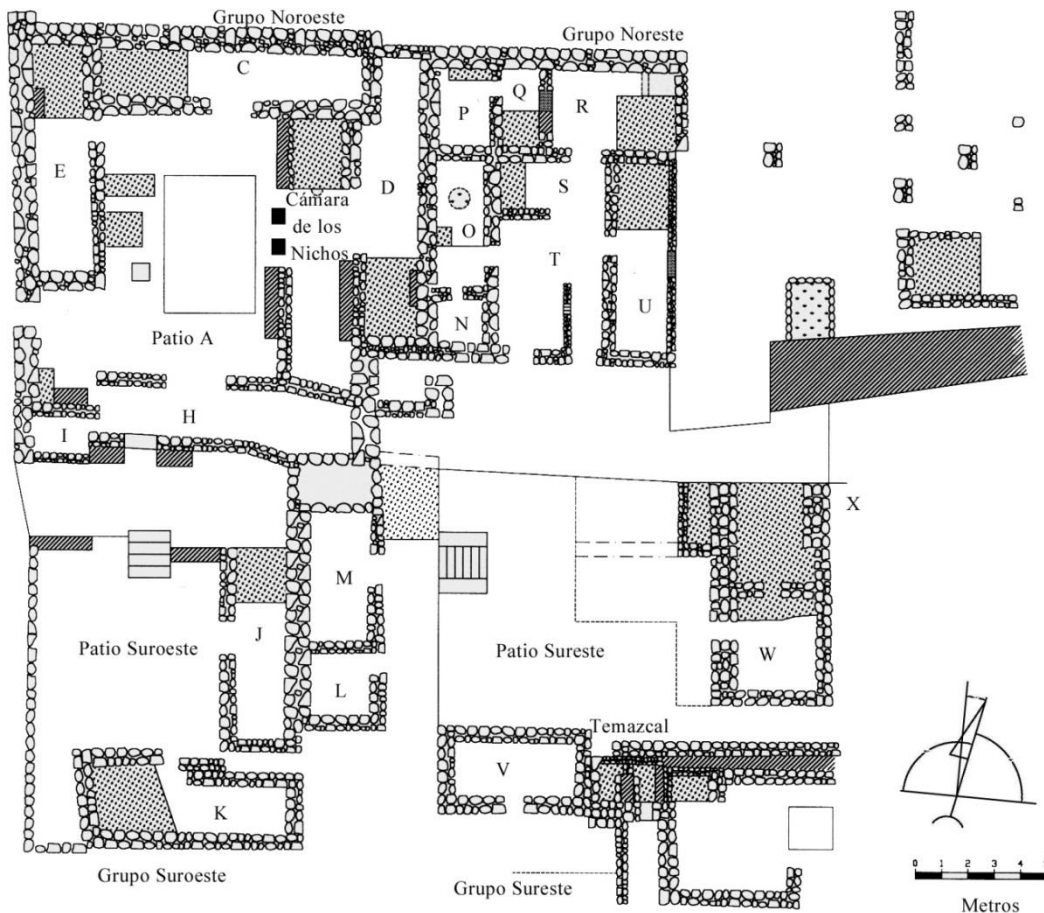 Grupo Noroeste
Grupo Noreste
C
Q
P
R
E
D
S
Cámara
de los
Nichos
O
T
N
U
Patio A
H
I
X
M
J
Patio Suroeste
Patio Sureste
W
L
Temazcal
V
K
Grupo Suroeste
Grupo Sureste
0 1 2 3 4
Metros